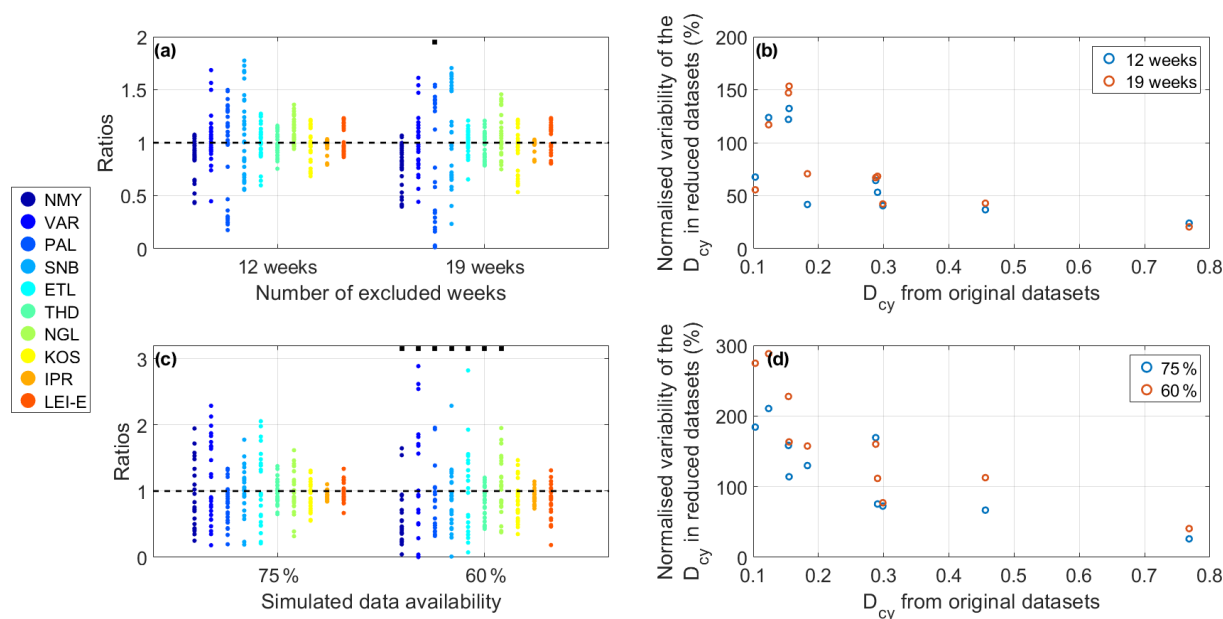 NMY
VAR
PAL
SNB
ETL
THD
NGL
KOS
IPR
LEI-E
(a)
Ratios
2
1.5
1
0.5
0
12 weeks
19 weeks
Number of excluded weeks
(b)
Normalised variability of the
D_cy in reduced datasets (%)
200
150
100
50
0
12 weeks
19 weeks
0.1 0.2 0.3 0.4 0.5 0.6 0.7 0.8
D_cy from original datasets
(c)
Ratios
3
2
1
0
75 %
60 %
Simulated data availability
(d)
Normalised variability of the
D_cy in reduced datasets (%)
300
200
100
0
75 %
60 %
0.1 0.2 0.3 0.4 0.5 0.6 0.7 0.8
D_cy from original datasets